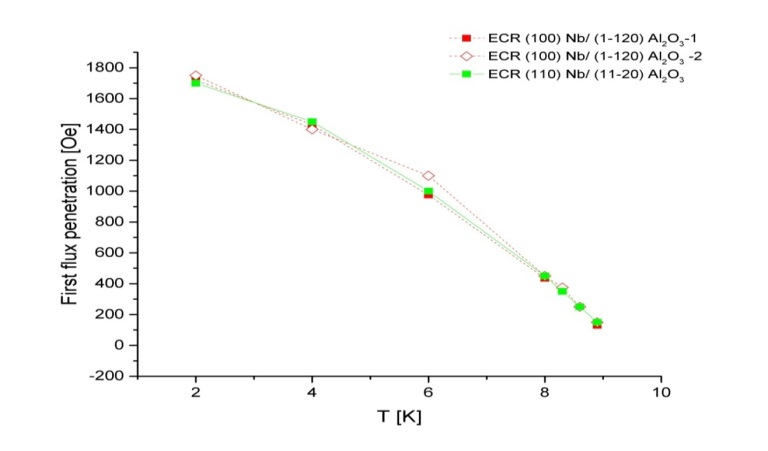 ECR (100) Nb/ (1-120) Al₂O₃-1
ECR (100) Nb/ (1-120) Al₂O₃ -2
ECR (110) Nb/ (11-20) Al₂O₃
First flux penetration [Oe]
1800
1600
1400
1200
1000
800
600
400
200
0
-200
2 4 6 8 10
T [K]